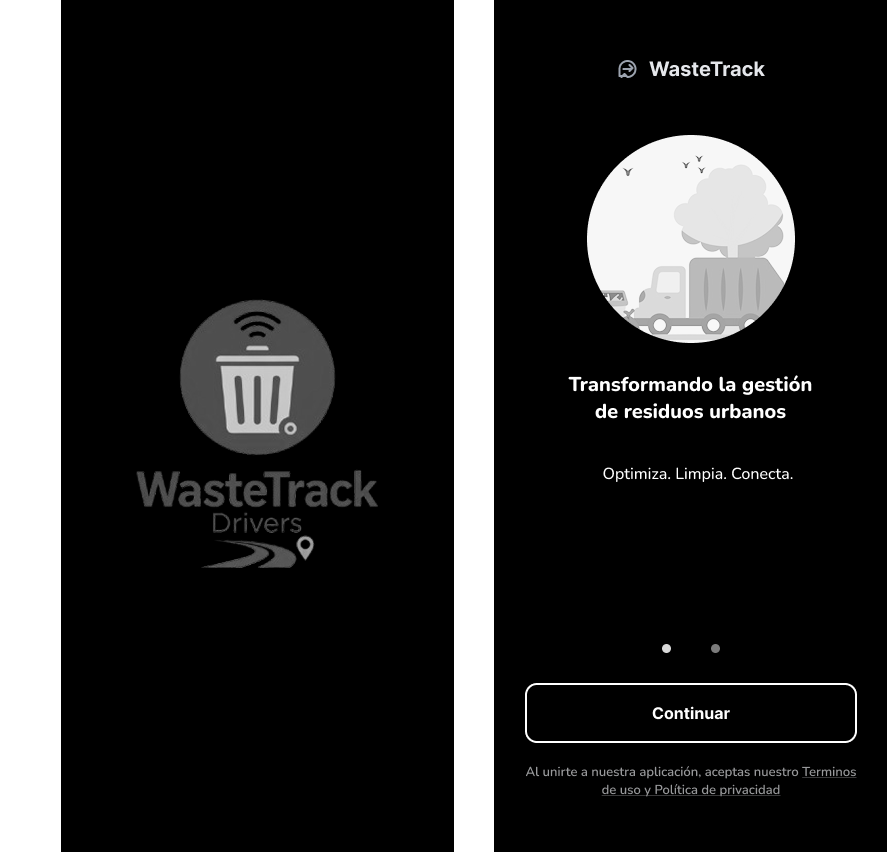 WasteTrack
Drivers
WasteTrack
Transformando la gestión
de residuos urbanos
Optimiza. Limpia. Conecta.
Continuar
Al unirte a nuestra aplicación, aceptas nuestro Terminos
de uso y Política de privacidad